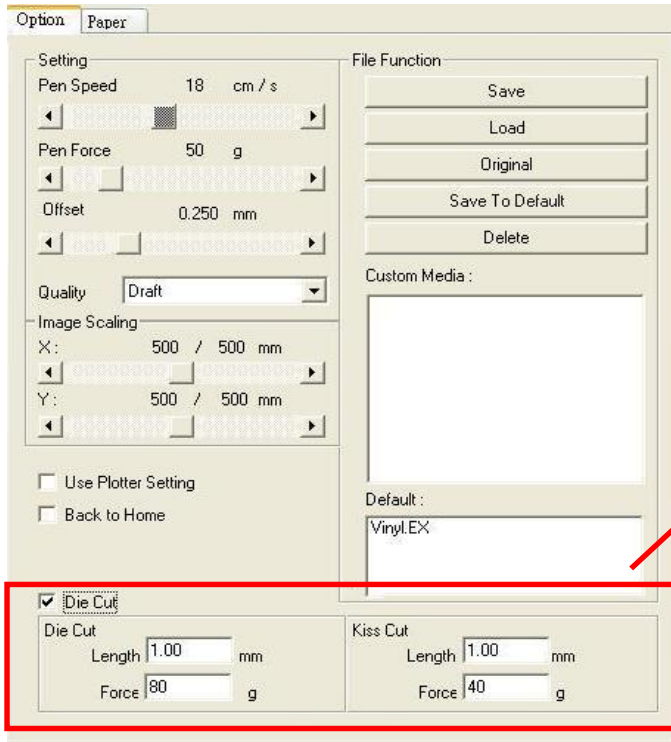 Option Paper
Setting
Pen Speed 18 cm / s
Pen Force 50 g
Offset 0.250 mm
Quality Draft
Image Scaling
X : 500 / 500 mm
Y : 500 / 500 mm
Use Plotter Setting
Back to Home
File Function
Save
Load
Original
Save To Default
Delete
Custom Media :
Default :
Vinyl.EX
Die Cut
Die Cut
Length 1.00 mm
Force 80 g
Kiss Cut
Length 1.00 mm
Force 40 g